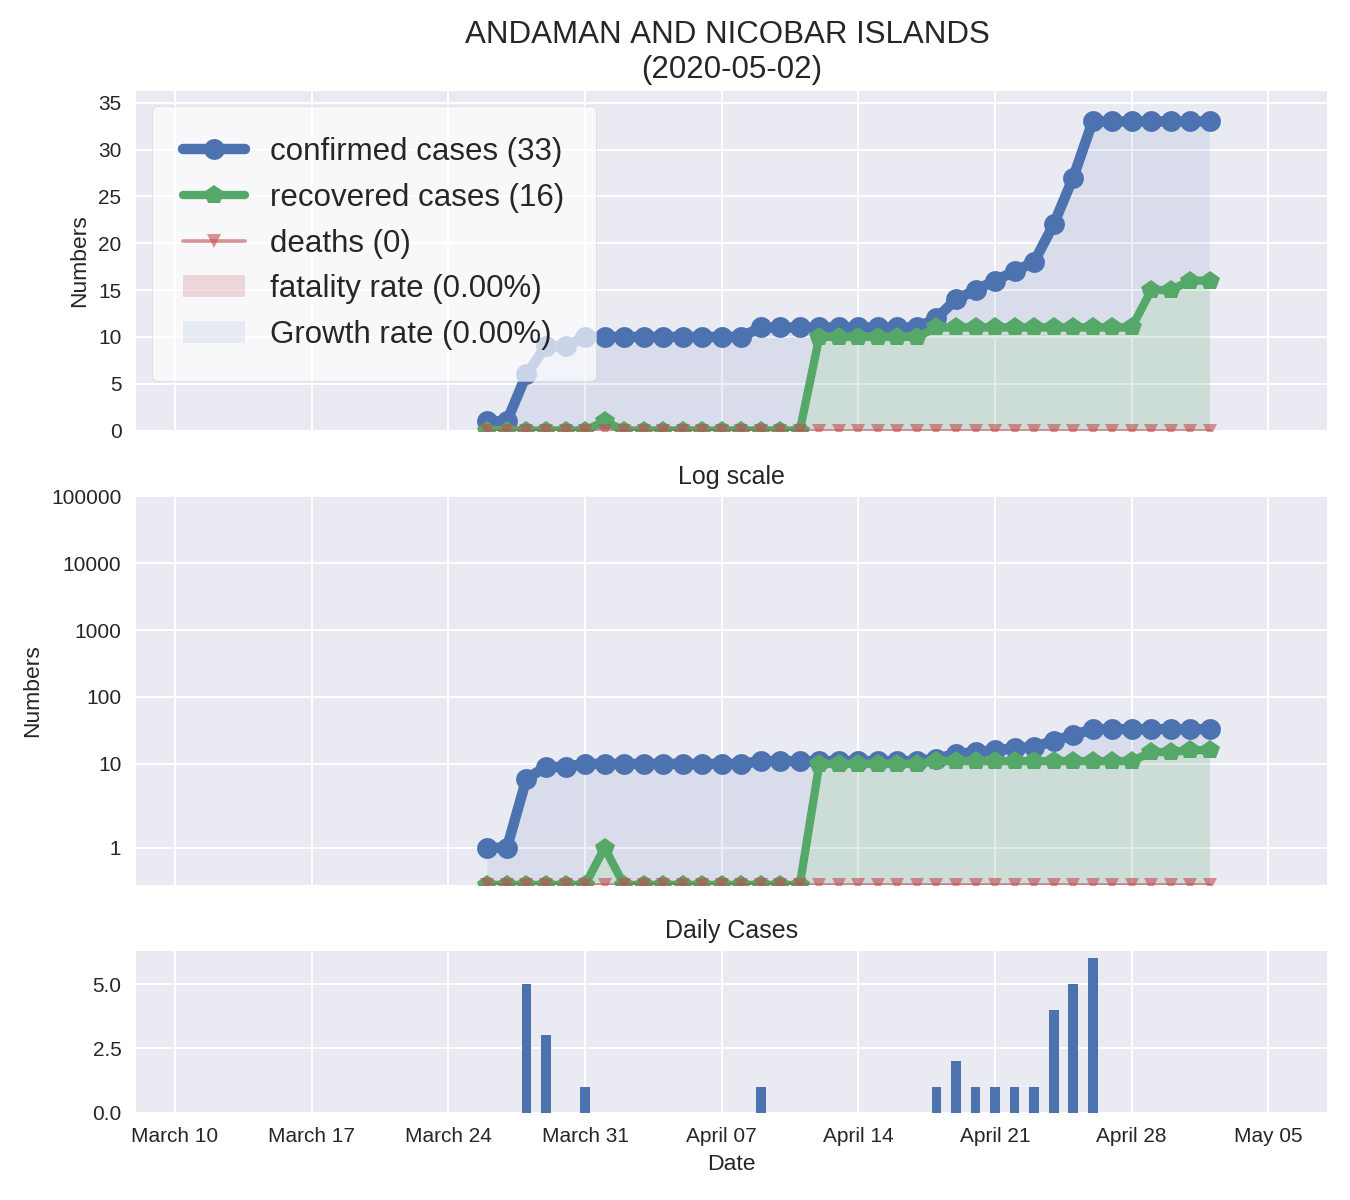 ANDAMAN AND NICOBAR ISLANDS
(2020-05-02)
35
30
25
20
15
10
5
0
Numbers
confirmed cases (33)
recovered cases (16)
deaths (0)
fatality rate (0.00%)
Growth rate (0.00%)
Log scale
100000
10000
1000
100
10
1
Numbers
Daily Cases
5.0
2.5
0.0
March 10 March 17 March 24 March 31 April 07 April 14 April 21 April 28 May 05
Date